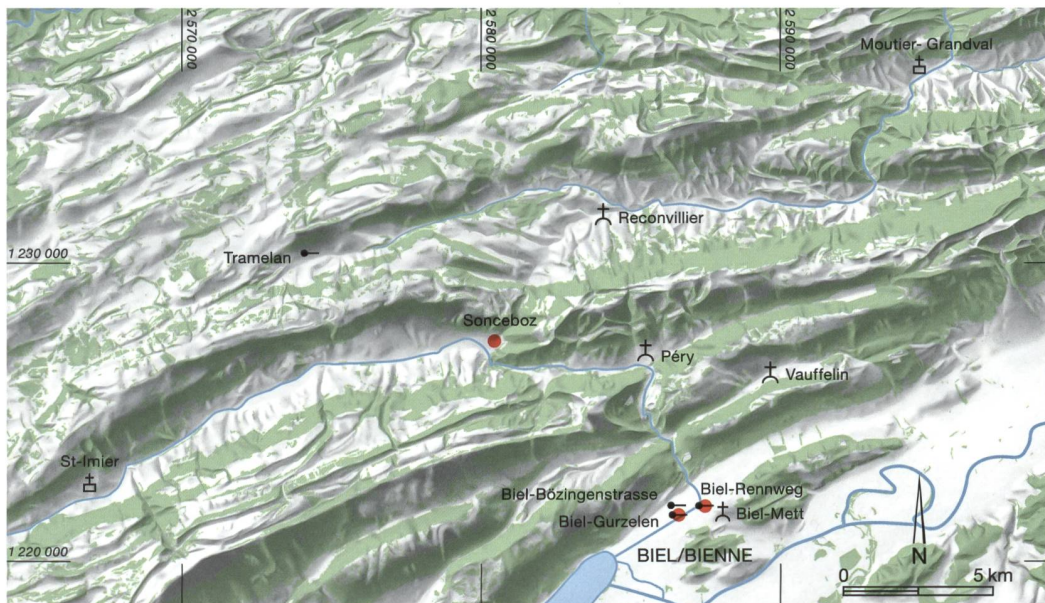 2 570 000
2 580 000
2 590 000
Moutier- Grandval
Reconvillier
Tramelan
1 230 000
Sonceboz
Péry
Vauffelin
St-Imier
Biel-Bözingenstrasse
Biel-Rennweg
Biel-Gurzelen
Biel-Mett
1 220 000
BIEL/BIENNE
N
0 5 km